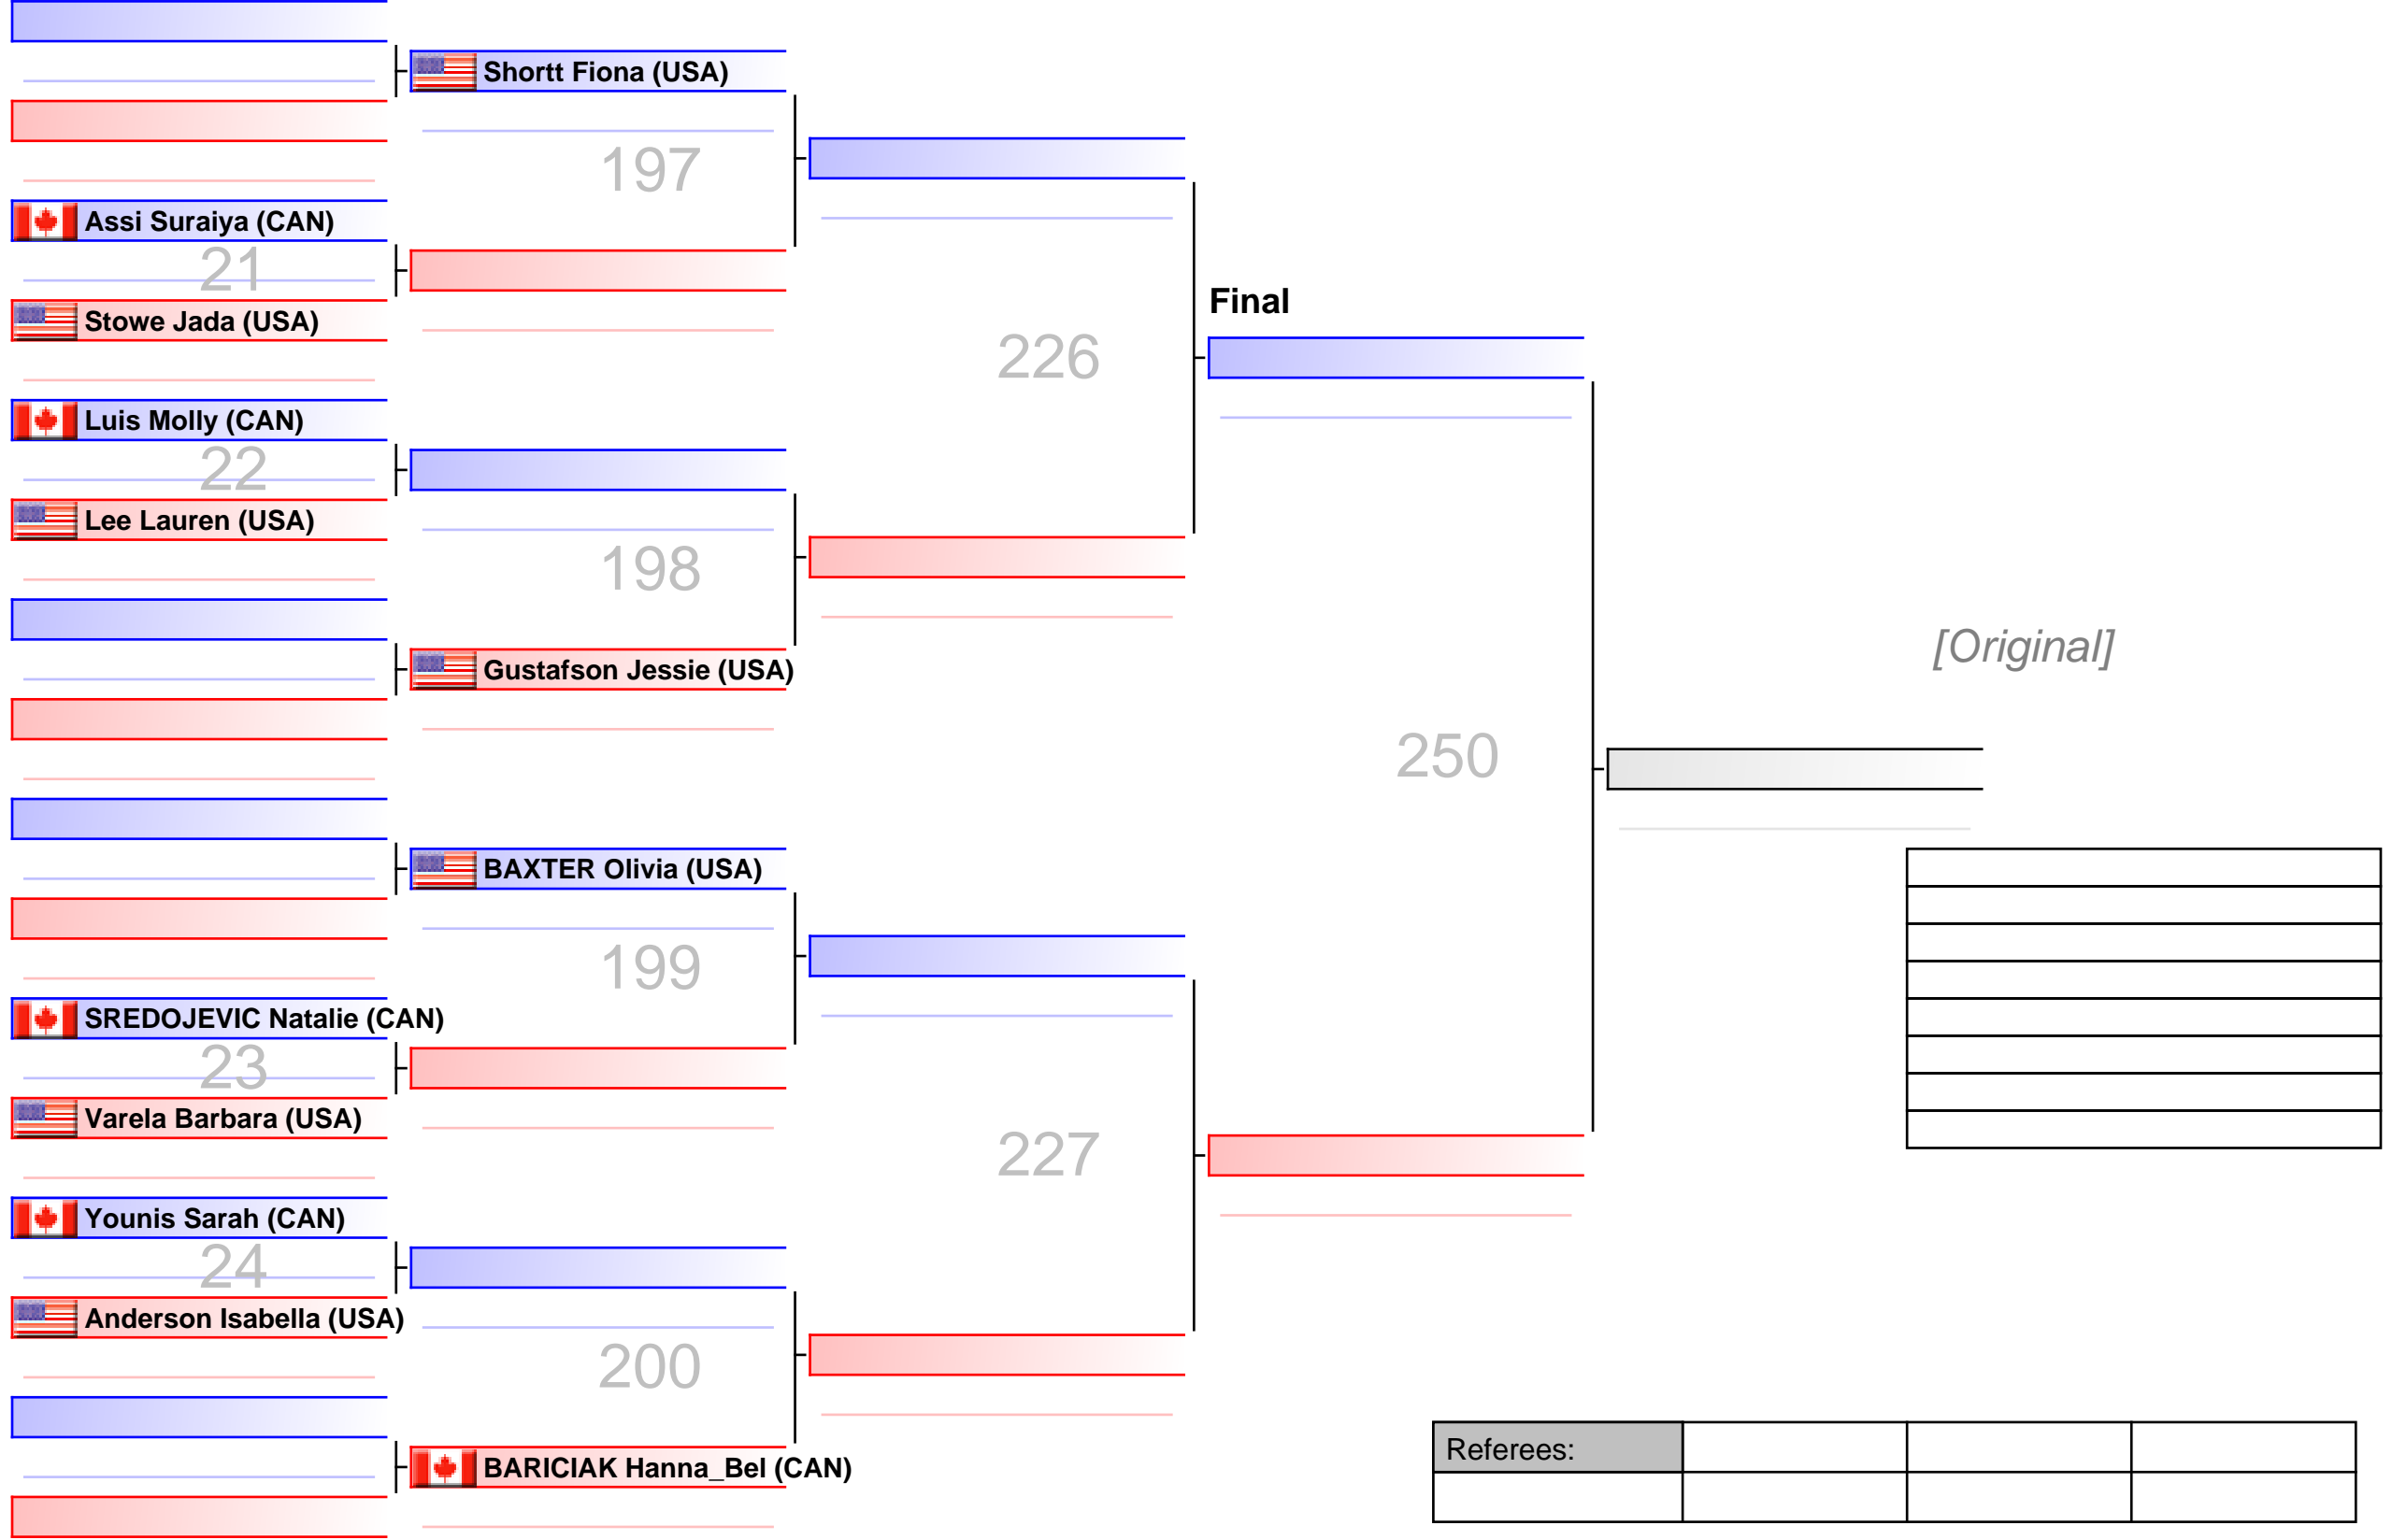 Shortt Fiona (USA)
197
Assi Suraiya (CAN)
21
Stowe Jada (USA)
Final
226
Luis Molly (CAN)
22
Lee Lauren (USA)
198
Gustafson Jessie (USA)
[Original]
250
BAXTER Olivia (USA)
199
SREDOJEVIC Natalie (CAN)
23
Varela Barbara (USA)
227
Younis Sarah (CAN)
24
Anderson Isabella (USA)
200
BARICIAK Hanna_Bel (CAN)
Referees: